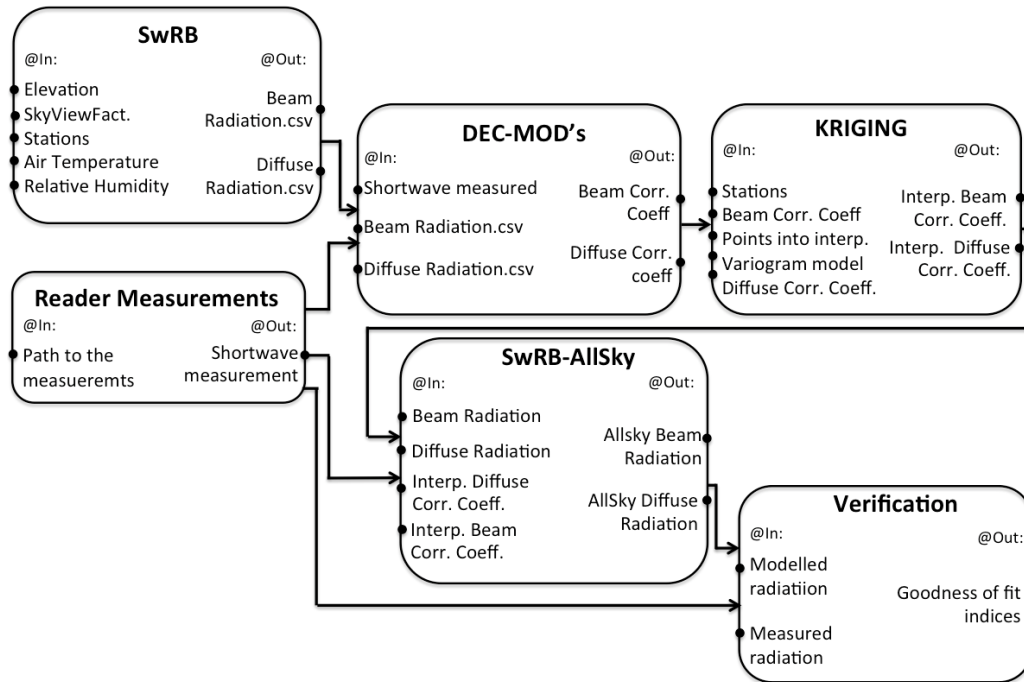 SwRB
@In:
@Out:
Elevation
SkyViewFact.
Stations
Air Temperature
Relative Humidity
Beam
Radiation.csv
Diffuse
Radiation.csv
DEC-MOD's
@In:
@Out:
Shortwave measured
Beam Radiation.csv
Diffuse Radiation.csv
Beam Corr.
Coeff
Diffuse Corr.
coeff
KRIGING
@In:
@Out:
Stations
Beam Corr. Coeff
Points into interp.
Variogram model
Diffuse Corr. Coeff.
Interp. Beam
Corr. Coeff.
Interp. Diffuse
Corr. Coeff.
Reader Measurements
@In:
@Out:
Path to the
measueremts
Shortwave
measurement
SwRB-AllSky
@In:
@Out:
Beam Radiation
Diffuse Radiation
Interp. Diffuse
Corr. Coeff.
Interp. Beam
Corr. Coeff.
Allsky Beam
Radiation
AllSky Diffuse
Radiation
Verification
@In:
@Out:
Modelled
radiatiion
Measured
radiation
Goodness of fit
indices